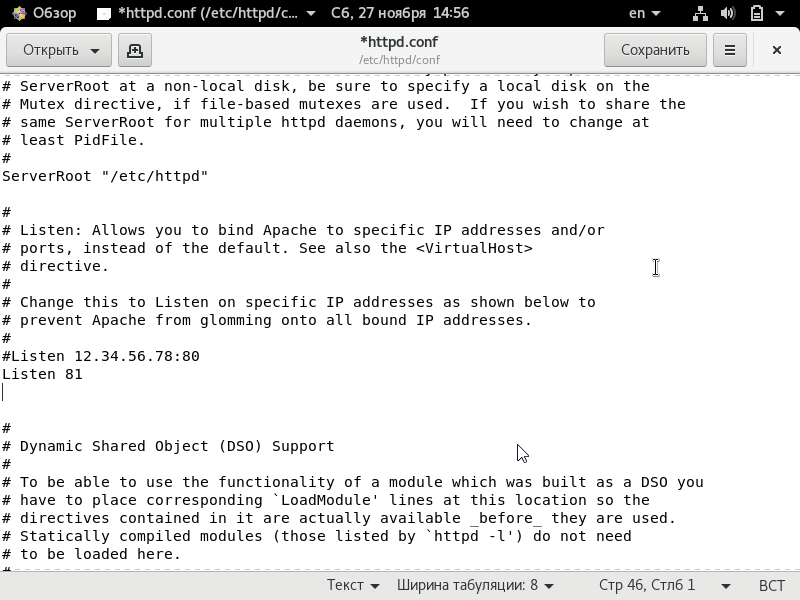 Обзор *httpd.conf (/etc/httpd/c... Сб, 27 ноября 14:56 en
Открыть *httpd.conf Сохранить
/etc/httpd/conf
# ServerRoot at a non-local disk, be sure to specify a local disk on the
# Mutex directive, if file-based mutexes are used.  If you wish to share the
# same ServerRoot for multiple httpd daemons, you will need to change at
# least PidFile.
#
ServerRoot "/etc/httpd"
#
# Listen: Allows you to bind Apache to specific IP addresses and/or
# ports, instead of the default. See also the <VirtualHost>
# directive.
#
# Change this to Listen on specific IP addresses as shown below to
# prevent Apache from glomming onto all bound IP addresses.
#
#Listen 12.34.56.78:80
Listen 81
#
# Dynamic Shared Object (DSO) Support
#
# To be able to use the functionality of a module which was built as a DSO you
# have to place corresponding `LoadModule' lines at this location so the
# directives contained in it are actually available _before_ they are used.
# Statically compiled modules (those listed by `httpd -l') do not need
# to be loaded here.
#
Текст Ширина табуляции: 8 Стр 46, Стлб 1 ВСТ